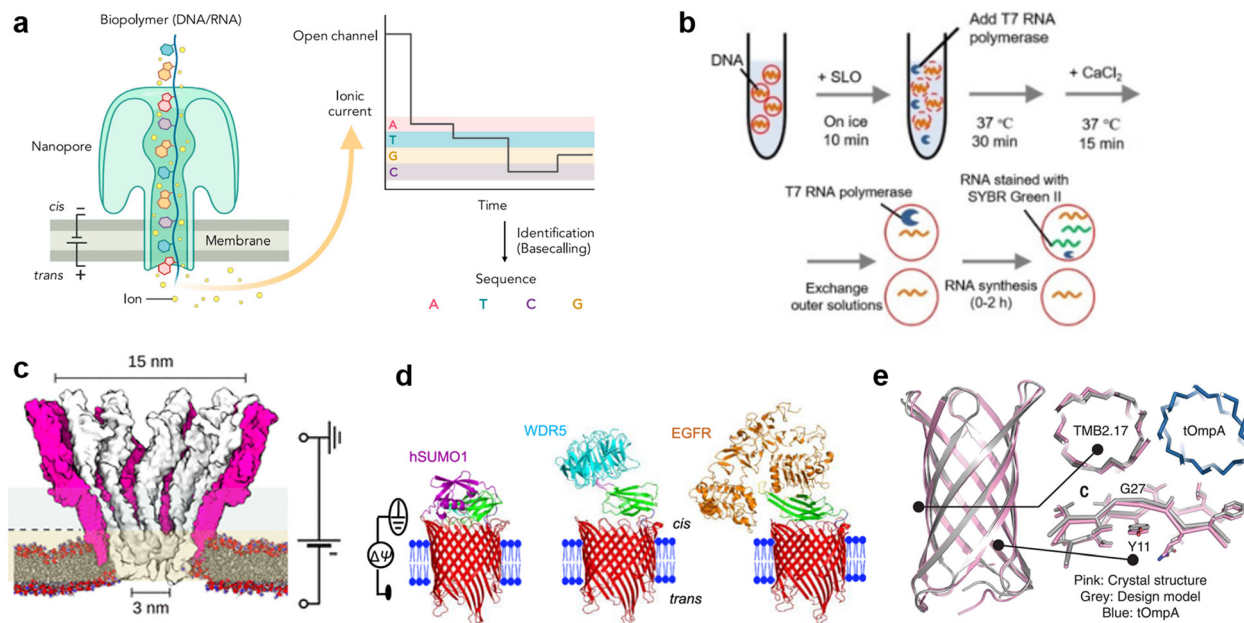 a
Biopolymer (DNA/RNA)
Nanopore
cis
−
trans
+
Membrane
Ion
Open channel
Ionic
current
A
T
G
C
Time
Identification
(Basecalling)
Sequence
A T C G
b
DNA
+ SLO
On ice
10 min
Add T7 RNA
polymerase
37 °C
30 min
+ CaCl₂
37 °C
15 min
T7 RNA polymerase
RNA stained with
SYBR Green II
Exchange
outer solutions
RNA synthesis
(0-2 h)
c
15 nm
3 nm
-
d
hSUMO1
WDR5
EGFR
ΔΨ
cis
trans
e
TMB2.17
tOmpA
c
G27
Y11
Pink: Crystal structure
Grey: Design model
Blue: tOmpA